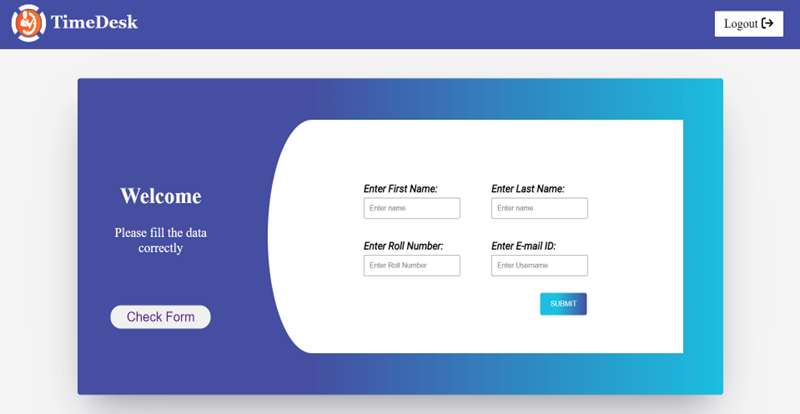 TimeDesk
Logout
Welcome
Please fill the data
correctly
Check Form
Enter First Name:
Enter Last Name:
Enter name
Enter name
Enter Roll Number:
Enter E-mail ID:
Enter Roll Number
Enter Username
SUBMIT